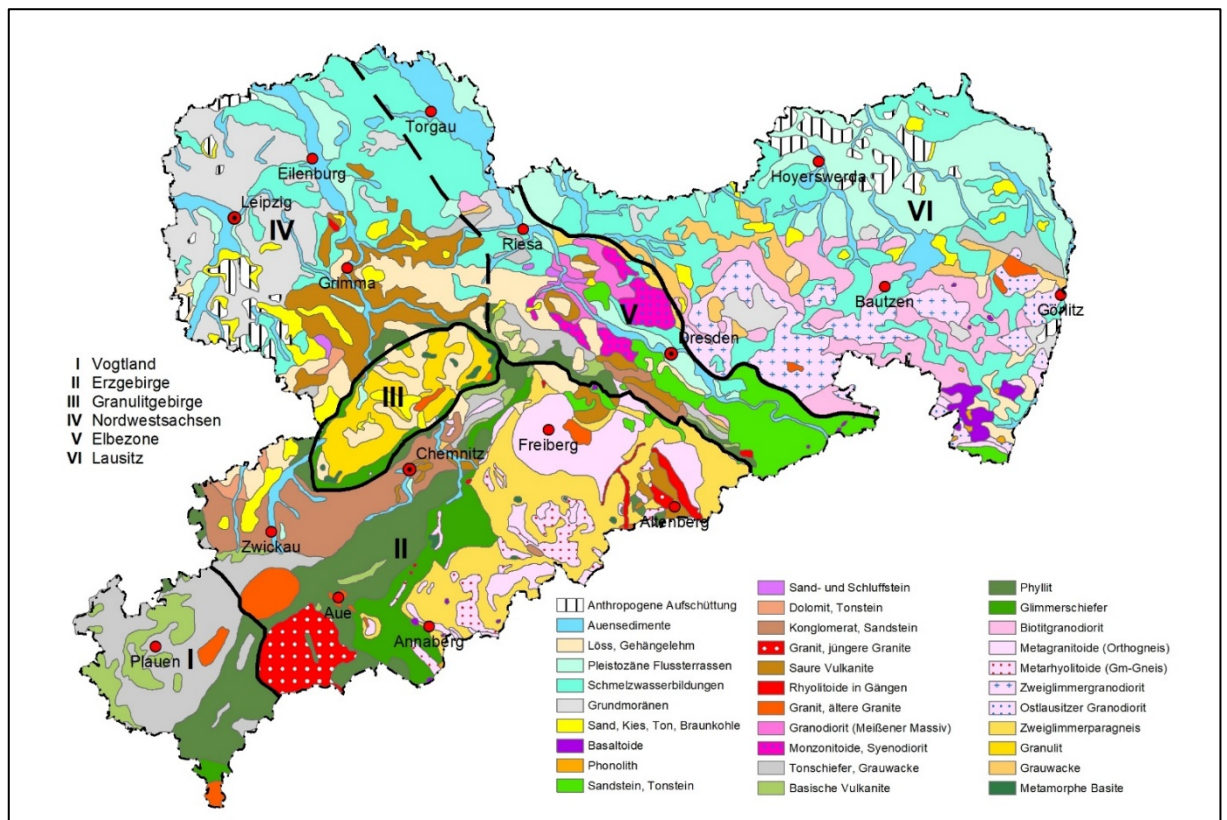 Torgau
Eilenburg
Hoyerswerda
Leipzig
VI
IV
Riesa
Grimma
Bautzen
Görlitz
V
Dresden
I Vogtland
II Erzgebirge
III Granulitgebirge
IV Nordwestsachsen
V Elbezone
VI Lausitz
III
Freiberg
Chemnitz
Altenberg
Zwickau
II
Aue
Annaberg
Plauen
I
Anthropogene Aufschüttung
Auensedimente
Löss, Gehängelehm
Pleistozäne Flussterrassen
Schmelzwasserbildungen
Grundmoränen
Sand, Kies, Ton, Braunkohle
Basaltoide
Phonolith
Sandstein, Tonstein
Sand- und Schluffstein
Dolomit, Tonstein
Konglomerat, Sandstein
Granit, jüngere Granite
Saure Vulkanite
Rhyolitoide in Gängen
Granit, ältere Granite
Granodiorit (Meißener Massiv)
Monzonitoide, Syenodiorit
Tonschiefer, Grauwacke
Basische Vulkanite
Phyllit
Glimmerschiefer
Biotitgranodiorit
Metagranitoide (Orthogneis)
Metarhyolitoide (Gm-Gneis)
Zweiglimmergranodiorit
Ostlausitzer Granodiorit
Zweiglimmerparagneis
Granulit
Grauwacke
Metamorphe Basite